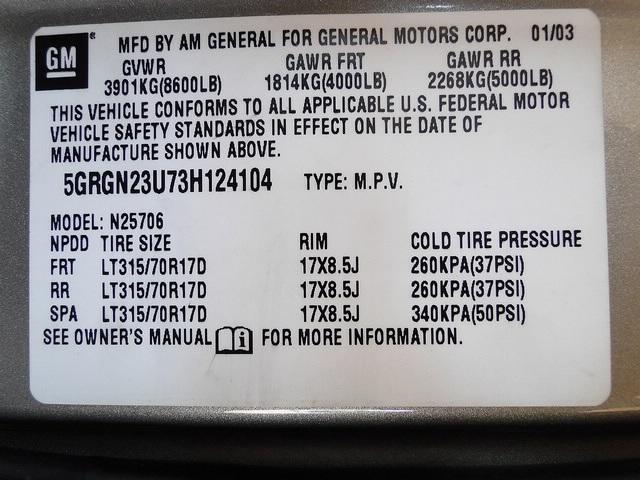 GM ® MFD BY AM GENERAL FOR GENERAL MOTORS CORP. 01/03
GVWR GAWR FRT GAWR RR
3901KG(8600LB) 1814KG(4000LB) 2268KG(5000LB)
THIS VEHICLE CONFORMS TO ALL APPLICABLE U.S. FEDERAL MOTOR
VEHICLE SAFETY STANDARDS IN EFFECT ON THE DATE OF
MANUFACTURE SHOWN ABOVE.
5GRGN23U73H124104 TYPE: M.P.V.
MODEL: N25706
NPDD TIRE SIZE RIM COLD TIRE PRESSURE
FRT LT315/70R17D 17X8.5J 260KPA(37PSI)
RR LT315/70R17D 17X8.5J 260KPA(37PSI)
SPA LT315/70R17D 17X8.5J 340KPA(50PSI)
SEE OWNER'S MANUAL i FOR MORE INFORMATION.